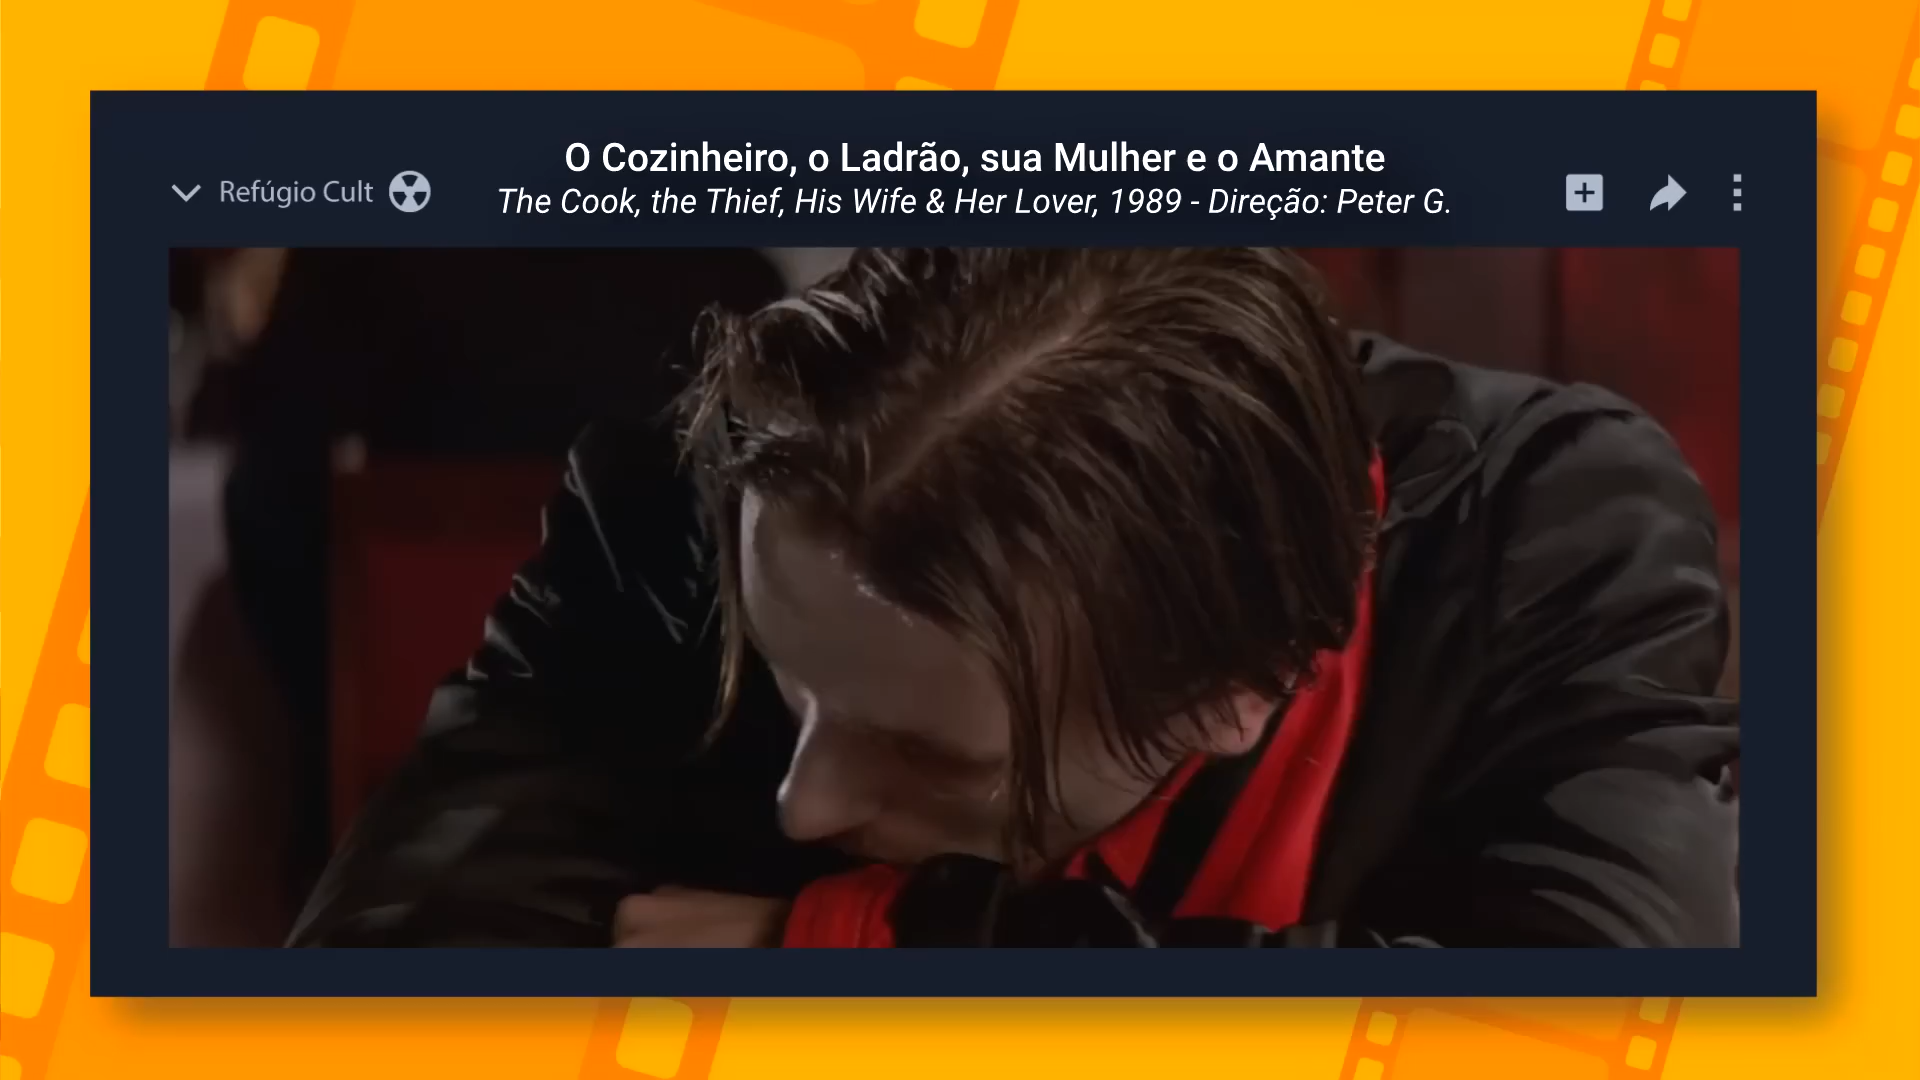 O Cozinheiro, o Ladrão, sua Mulher e o Amante
Refúgio Cult
The Cook, the Thief, His Wife & Her Lover, 1989 - Direção: Peter G.